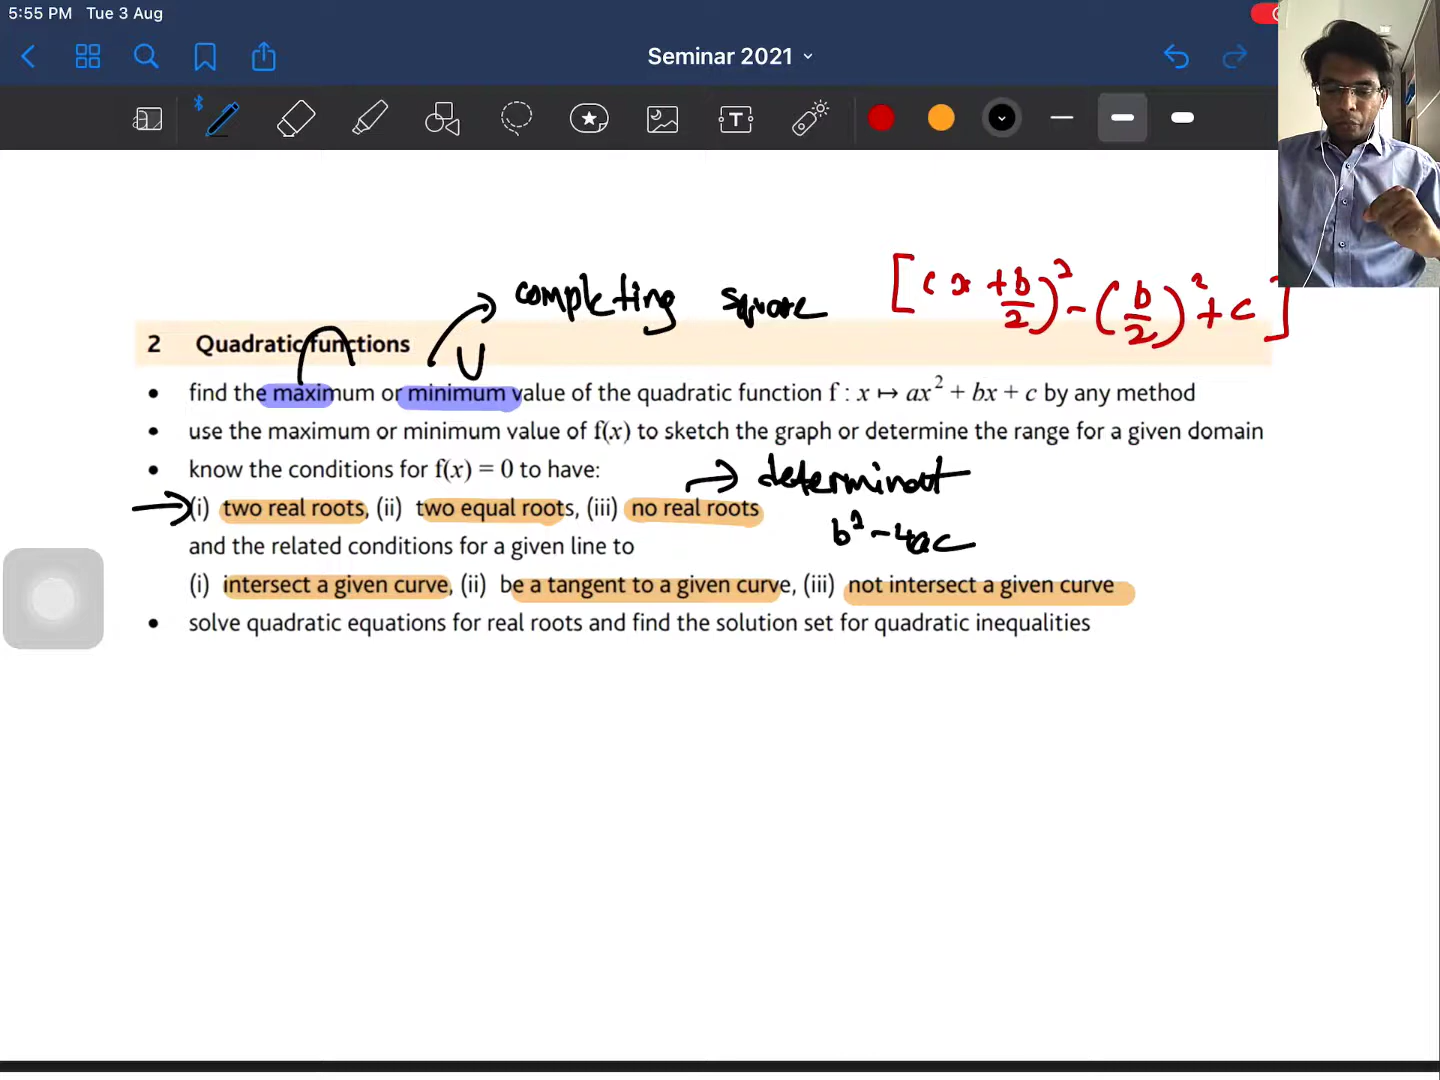 5:55 PM Tue 3 Aug
Seminar 2021
T
completing square [(x + b/2)² - (b/2)² + c]
2 Quadratic functions
• find the maximum or minimum value of the quadratic function f : x ↦ ax² + bx + c by any method
• use the maximum or minimum value of f(x) to sketch the graph or determine the range for a given domain
• know the conditions for f(x) = 0 to have:
→ determinant
→ (i) two real roots, (ii) two equal roots, (iii) no real roots
b² - 4ac
and the related conditions for a given line to
(i) intersect a given curve, (ii) be a tangent to a given curve, (iii) not intersect a given curve
• solve quadratic equations for real roots and find the solution set for quadratic inequalities